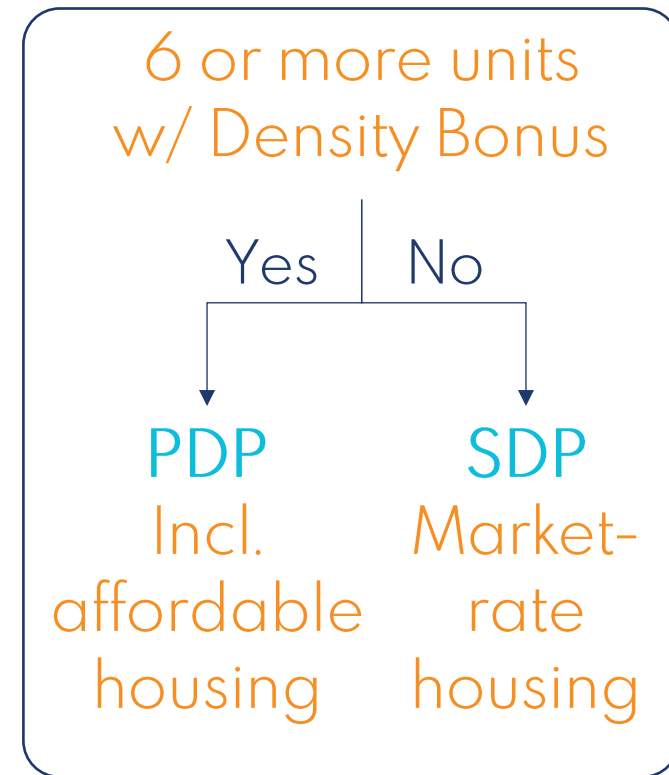 6 or more units
w/ Density Bonus
Yes
No
PDP
Incl.
affordable
housing
SDP
Market-
rate
housing